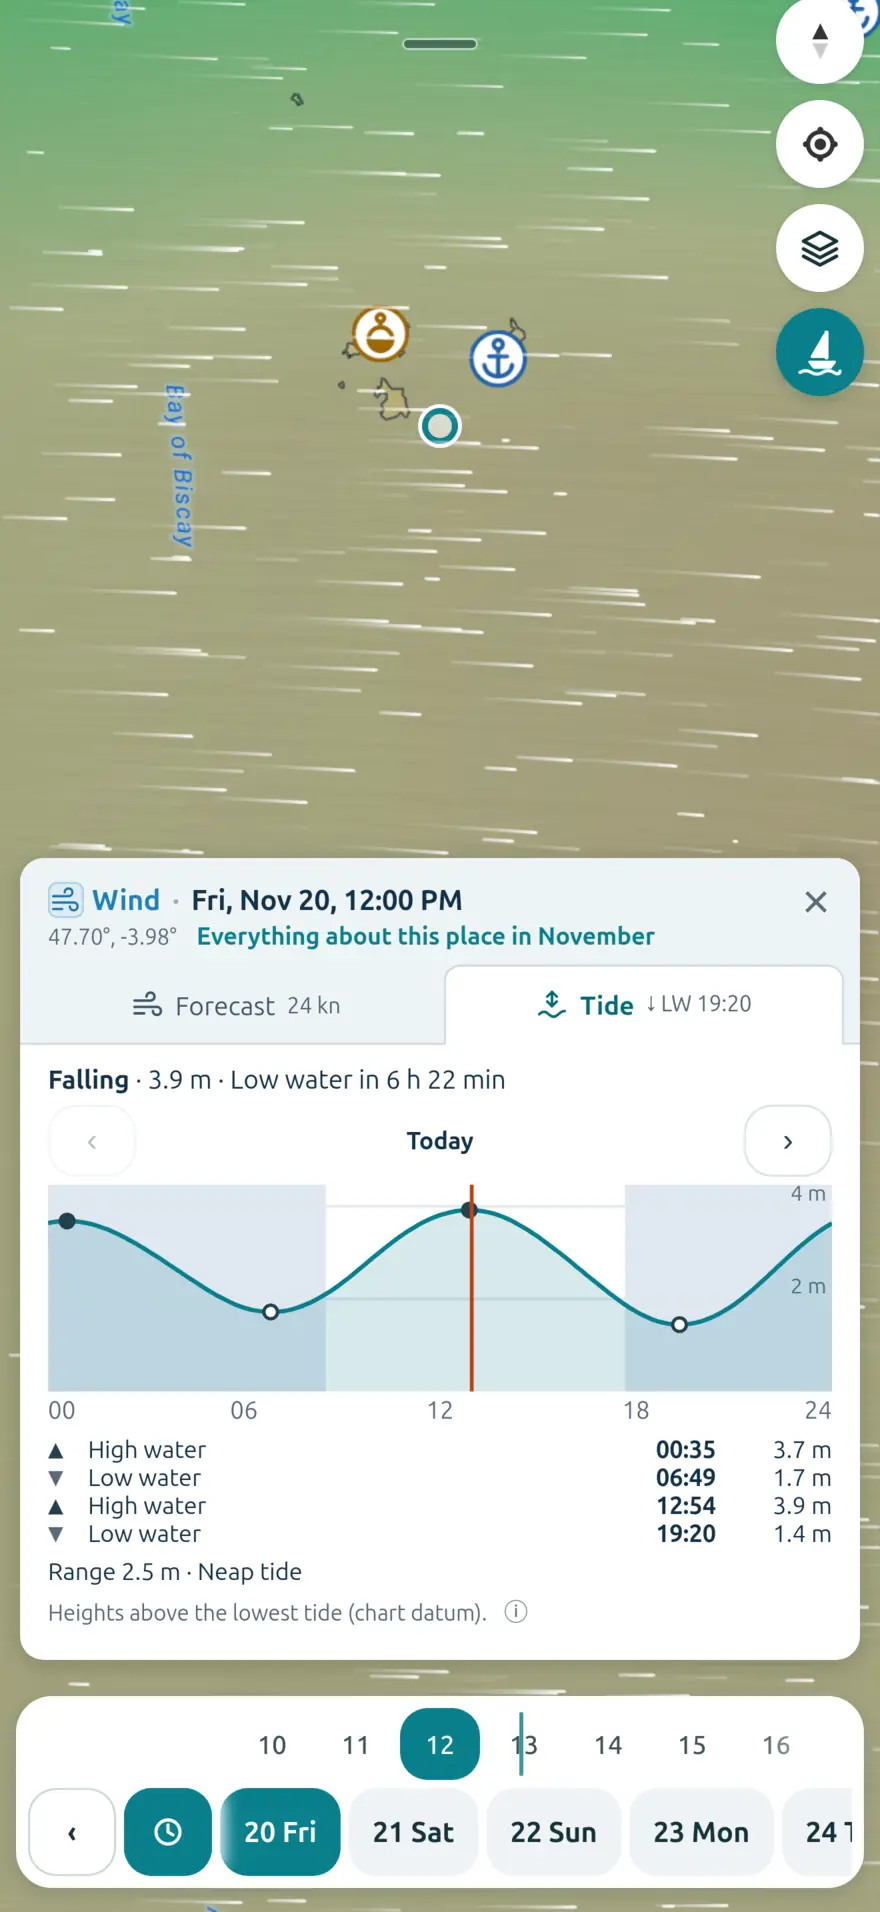 ay
Bay of Biscay
Wind · Fri, Nov 20, 12:00 PM
47.70°, -3.98° Everything about this place in November
Forecast 24 kn
Tide ↓ LW 19:20
Falling · 3.9 m · Low water in 6 h 22 min
‹ Today ›
4 m
2 m
00 06 12 18 24
▲ High water 00:35 3.7 m
▼ Low water 06:49 1.7 m
▲ High water 12:54 3.9 m
▼ Low water 19:20 1.4 m
Range 2.5 m · Neap tide
Heights above the lowest tide (chart datum).
10 11 12 13 14 15 16
‹ 20 Fri 21 Sat 22 Sun 23 Mon 24 T